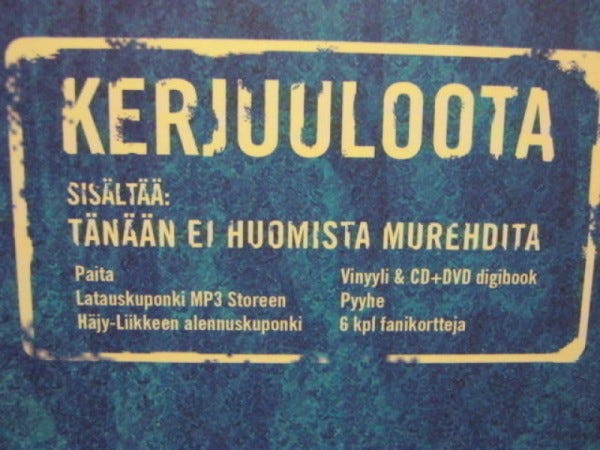 KERJUULOOTA
SISÄLTÄÄ:
TÄNÄÄN EI HUOMISTA MUREHDITA
Paita
Latauskuponki MP3 Storeen
Häjy-Liikkeen alennuskuponki
Vinyyli & CD+DVD digibook
Pyyhe
6 kpl fanikortteja